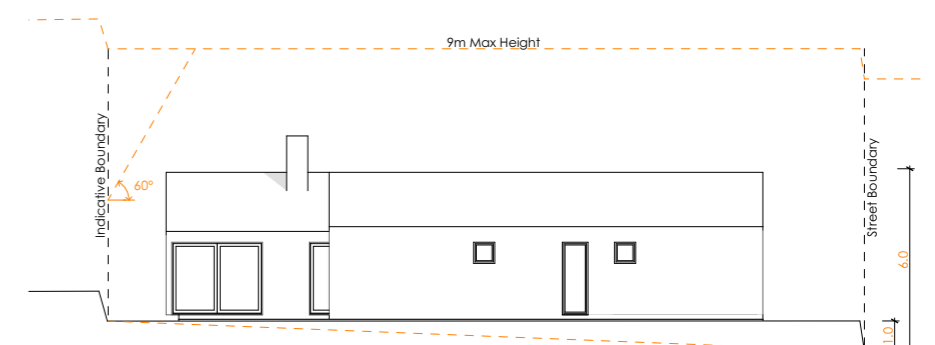 9m Max Height
Indicative Boundary
60°
Street Boundary
6.0
1.0